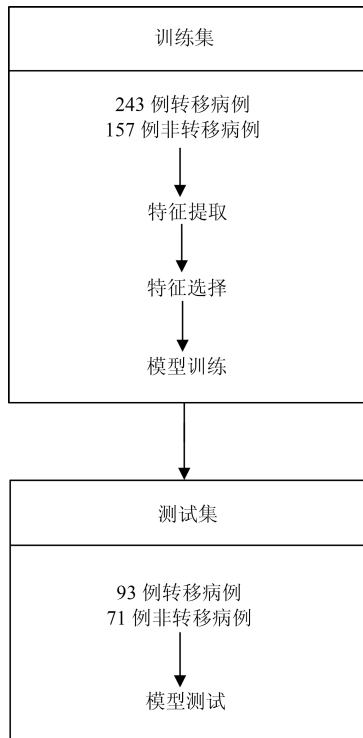 训练集
243 例转移病例
157 例非转移病例
特征提取
特征选择
模型训练
测试集
93 例转移病例
71 例非转移病例
模型测试